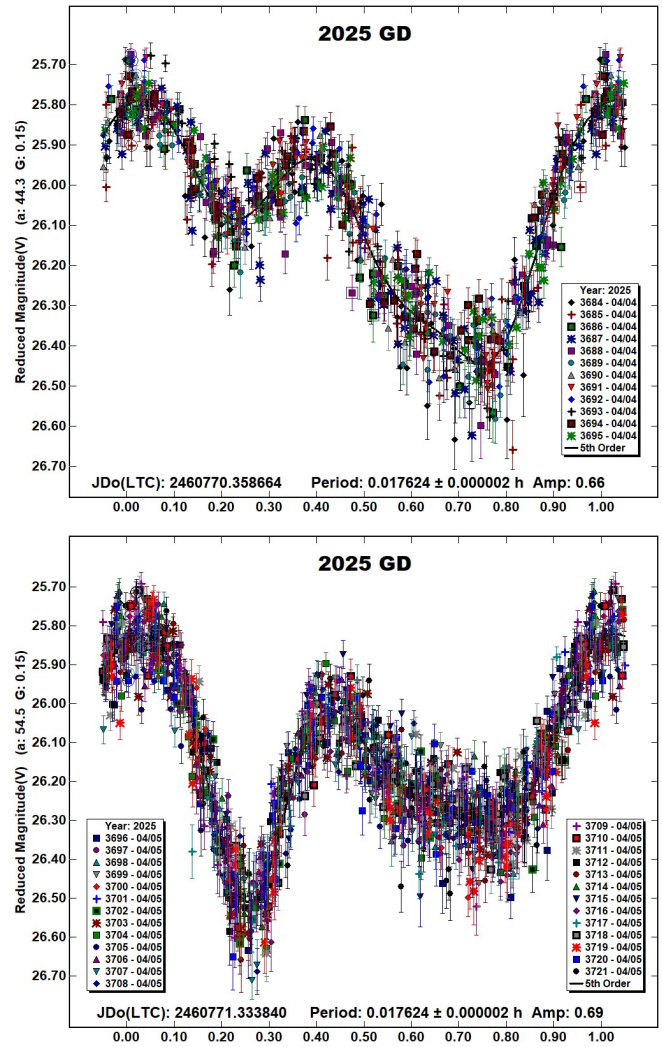 2025 GD
Reduced Magnitude(V) (a: 44.3 G: 0.15)
25.70
25.80
25.90
26.00
26.10
26.20
26.30
26.40
26.50
26.60
26.70
Year: 2025
3684 - 04/04
3685 - 04/04
3686 - 04/04
3687 - 04/04
3688 - 04/04
3689 - 04/04
3690 - 04/04
3691 - 04/04
3692 - 04/04
3693 - 04/04
3694 - 04/04
3695 - 04/04
5th Order
JDo(LTC): 2460770.358664 Period: 0.017624 ± 0.000002 h Amp: 0.66
0.00 0.10 0.20 0.30 0.40 0.50 0.60 0.70 0.80 0.90 1.00
2025 GD
Reduced Magnitude(V) (a: 54.5 G: 0.15)
25.70
25.80
25.90
26.00
26.10
26.20
26.30
26.40
26.50
26.60
26.70
Year: 2025
3696 - 04/05
3697 - 04/05
3698 - 04/05
3699 - 04/05
3700 - 04/05
3701 - 04/05
3702 - 04/05
3703 - 04/05
3704 - 04/05
3705 - 04/05
3706 - 04/05
3707 - 04/05
3708 - 04/05
3709 - 04/05
3710 - 04/05
3711 - 04/05
3712 - 04/05
3713 - 04/05
3714 - 04/05
3715 - 04/05
3716 - 04/05
3717 - 04/05
3718 - 04/05
3719 - 04/05
3720 - 04/05
3721 - 04/05
5th Order
JDo(LTC): 2460771.333840 Period: 0.017624 ± 0.000002 h Amp: 0.69
0.00 0.10 0.20 0.30 0.40 0.50 0.60 0.70 0.80 0.90 1.00